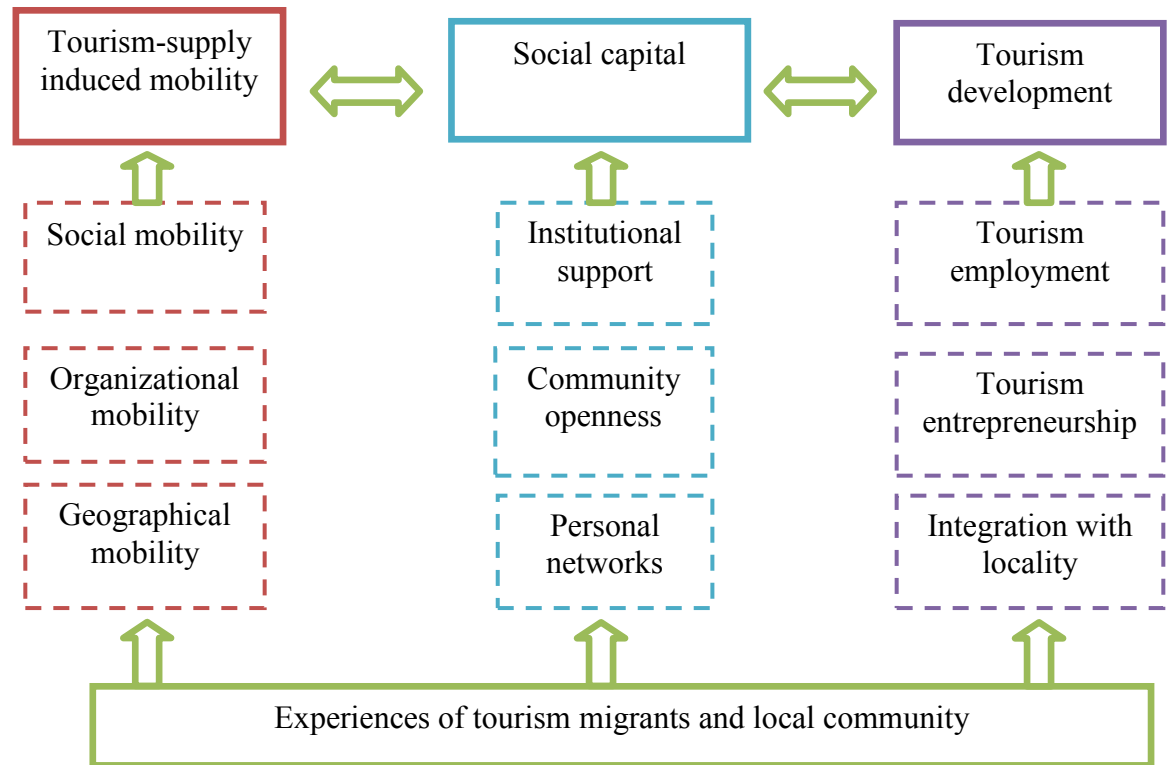 Tourism-supply
induced mobility
Social capital
Tourism
development
Social mobility
Institutional
support
Tourism
employment
Organizational
mobility
Community
openness
Tourism
entrepreneurship
Geographical
mobility
Personal
networks
Integration with
locality
Experiences of tourism migrants and local community